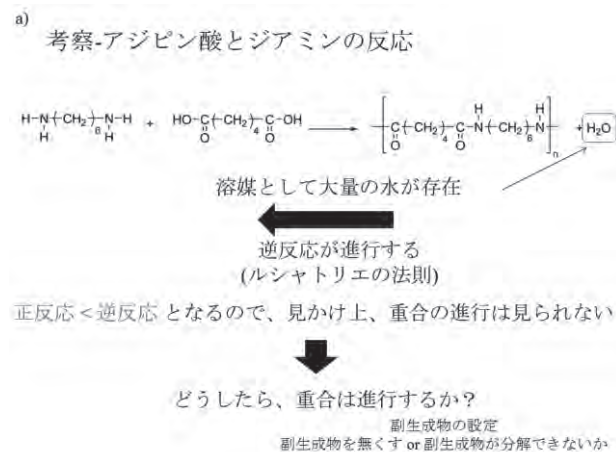 a)
考察-アジピン酸とジアミンの反応
H-N-(-CH₂-)-₆N-H + HO-C-(-CH₂-)-₄C-OH → [-C-(-CH₂-)-₄C-N-(-CH₂-)-₆N-]n + H₂O
H H O O O O H H
溶媒として大量の水が存在
逆反応が進行する
(ルシャトリエの法則)
正反応 < 逆反応 となるので、見かけ上、重合の進行は見られない
どうしたら、重合は進行するか?
副生成物の設定
副生成物を無くす or 副生成物が分解できないか